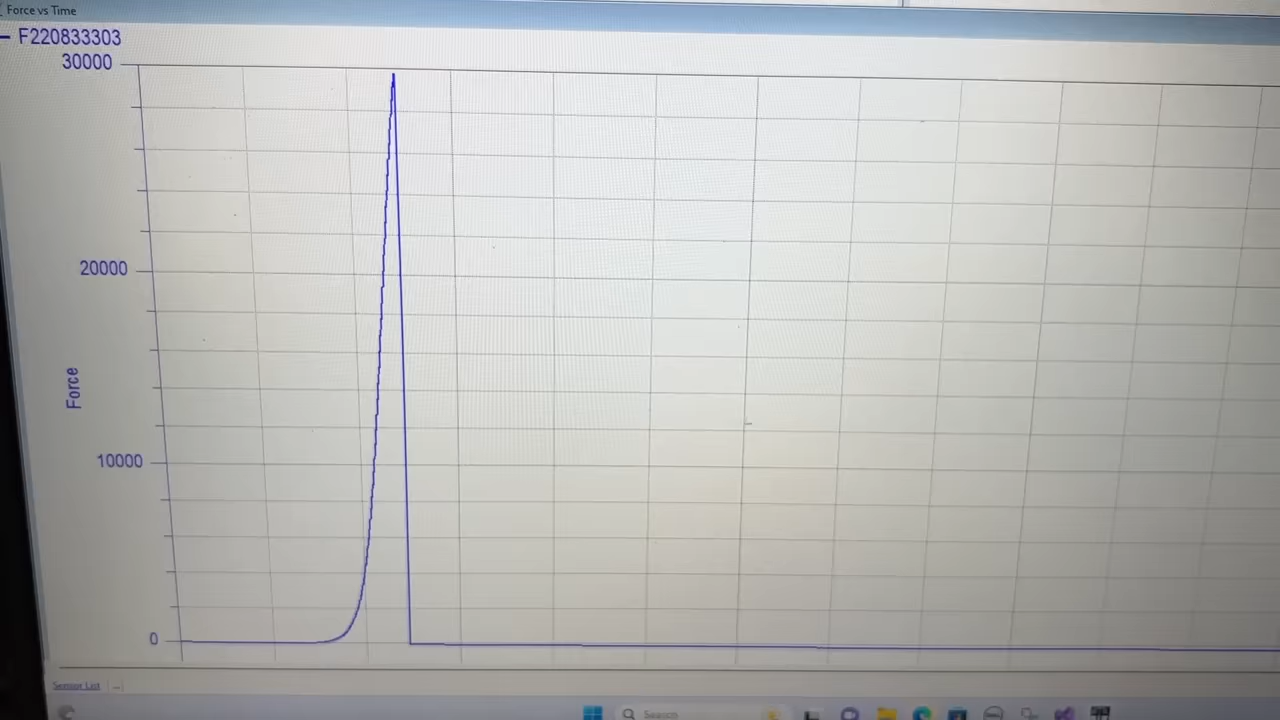 Force vs Time
F220833303
30000
20000
Force
10000
0
Sensor List
Search